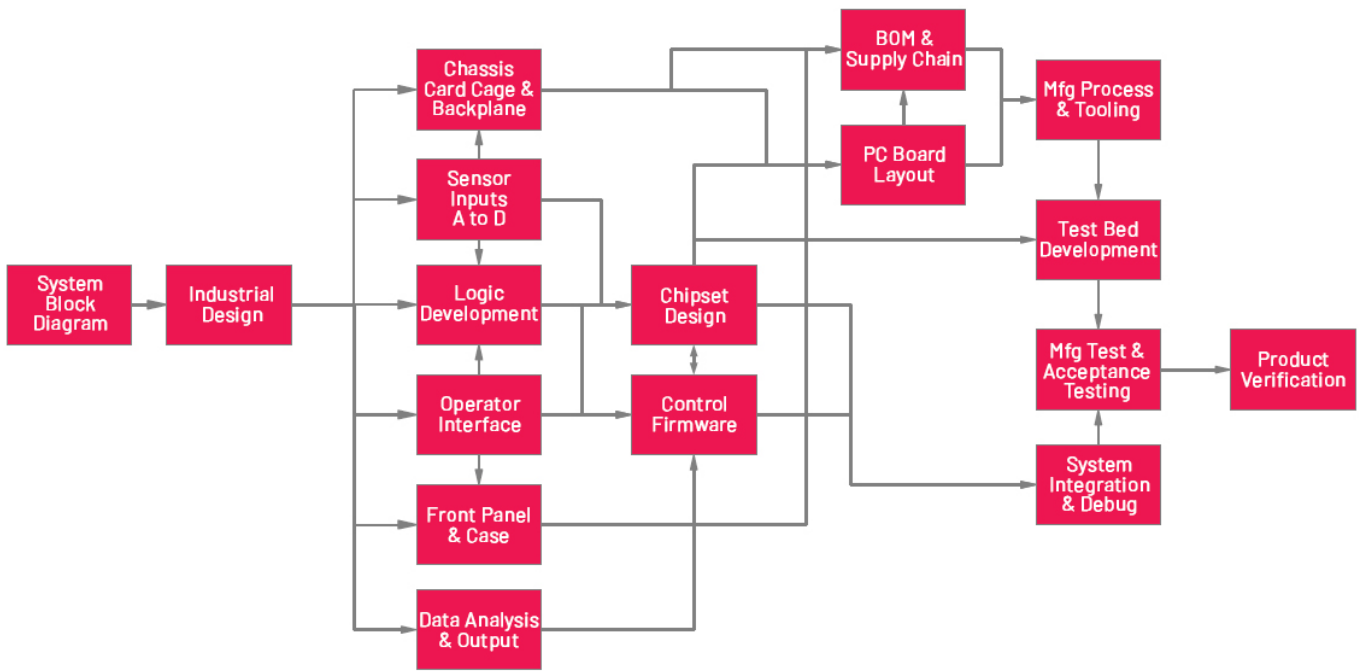 System
Block
Diagram
Industrial
Design
Chassis
Card Cage &
Backplane
Sensor
Inputs
A to D
Logic
Development
Operator
Interface
Front Panel
& Case
Data Analysis
& Output
Chipset
Design
Control
Firmware
BOM &
Supply Chain
PC Board
Layout
Mfg Process
& Tooling
Test Bed
Development
Mfg Test &
Acceptance
Testing
System
Integration
& Debug
Product
Verification